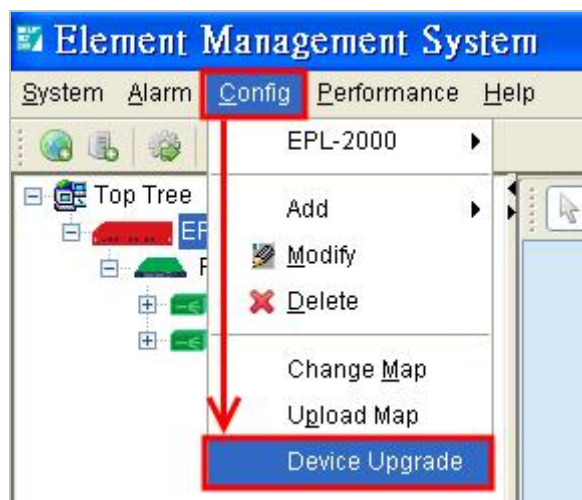 Element Management System
System Alarm Config Performance Help
EPL-2000
Top Tree
Add
Modify
Delete
Change Map
Upload Map
Device Upgrade